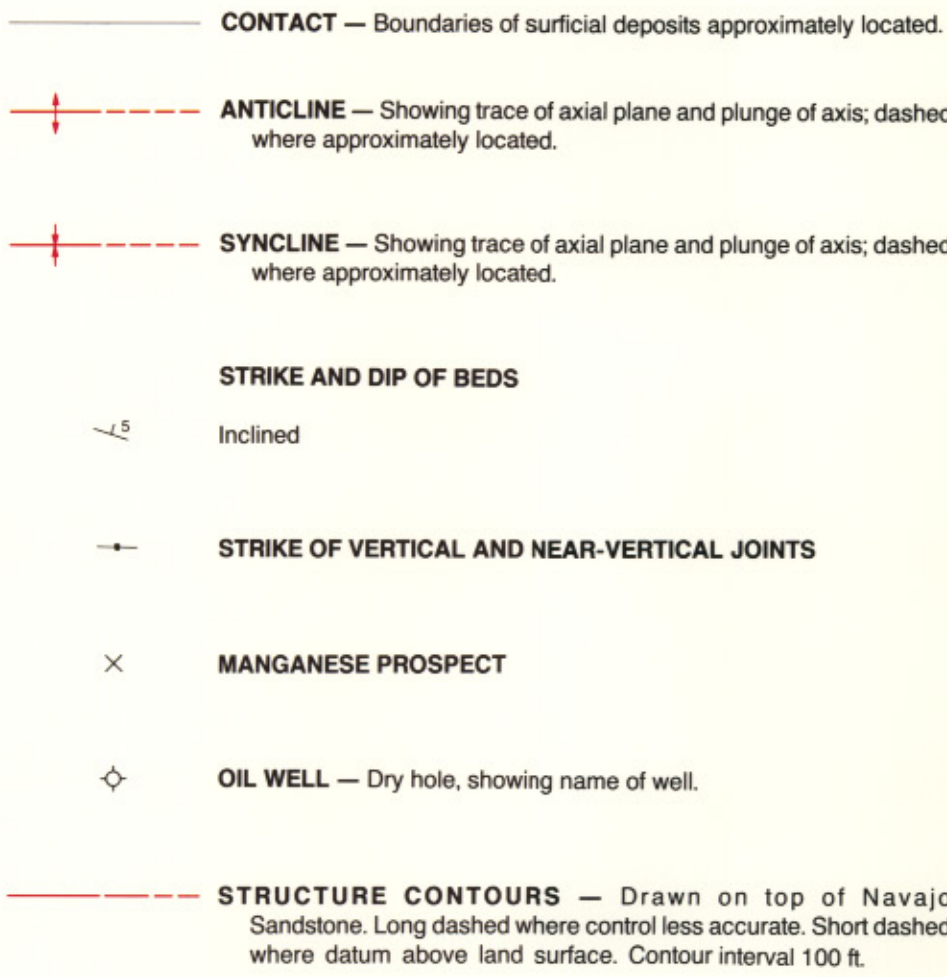 CONTACT — Boundaries of surficial deposits approximately located.
ANTICLINE — Showing trace of axial plane and plunge of axis; dashed
where approximately located.
SYNCLINE — Showing trace of axial plane and plunge of axis; dashed
where approximately located.
STRIKE AND DIP OF BEDS
5 Inclined
STRIKE OF VERTICAL AND NEAR-VERTICAL JOINTS
MANGANESE PROSPECT
OIL WELL — Dry hole, showing name of well.
STRUCTURE CONTOURS — Drawn on top of Navajo
Sandstone. Long dashed where control less accurate. Short dashed
where datum above land surface. Contour interval 100 ft.